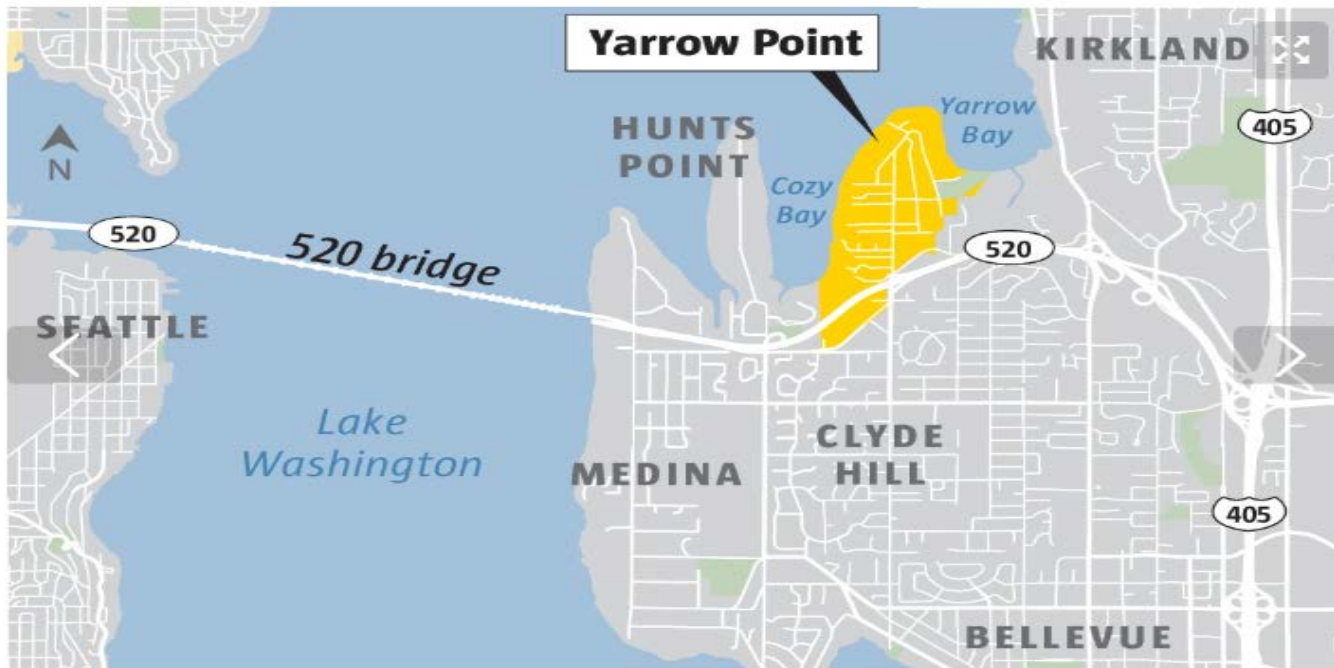 Yarrow Point
KIRKLAND
405
HUNTS
POINT
Yarrow
Bay
N
Cozy
Bay
520
520 bridge
520
SEATTLE
Lake
Washington
MEDINA
CLYDE
HILL
405
BELLEVUE